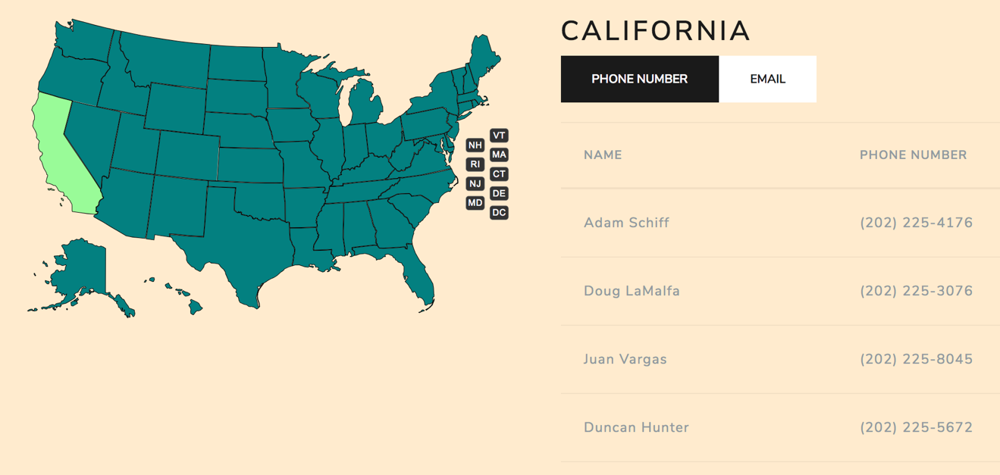 VT
NH
MA
RI
CT
NJ
DE
MD
DC
CALIFORNIA
PHONE NUMBER EMAIL
NAME PHONE NUMBER
Adam Schiff (202) 225-4176
Doug LaMalfa (202) 225-3076
Juan Vargas (202) 225-8045
Duncan Hunter (202) 225-5672